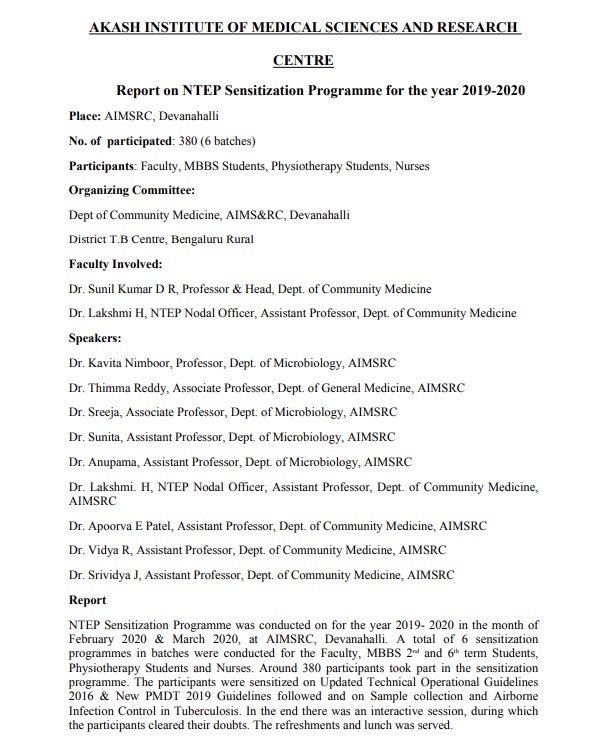 AKASH INSTITUTE OF MEDICAL SCIENCES AND RESEARCH
CENTRE
Report on NTEP Sensitization Programme for the year 2019-2020
Place: AIMSRC, Devanahalli
No. of participated: 380 (6 batches)
Participants: Faculty, MBBS Students, Physiotherapy Students, Nurses
Organizing Committee:
Dept of Community Medicine, AIMS&RC, Devanahalli
District T.B Centre, Bengaluru Rural
Faculty Involved:
Dr. Sunil Kumar D R, Professor & Head, Dept. of Community Medicine
Dr. Lakshmi H, NTEP Nodal Officer, Assistant Professor, Dept. of Community Medicine
Speakers:
Dr. Kavita Nimboor, Professor, Dept. of Microbiology, AIMSRC
Dr. Thimma Reddy, Associate Professor, Dept. of General Medicine, AIMSRC
Dr. Sreeja, Associate Professor, Dept. of Microbiology, AIMSRC
Dr. Sunita, Assistant Professor, Dept. of Microbiology, AIMSRC
Dr. Anupama, Assistant Professor, Dept. of Microbiology, AIMSRC
Dr. Lakshmi. H, NTEP Nodal Officer, Assistant Professor, Dept. of Community Medicine,
AIMSRC
Dr. Apoorva E Patel, Assistant Professor, Dept. of Community Medicine, AIMSRC
Dr. Vidya R, Assistant Professor, Dept. of Community Medicine, AIMSRC
Dr. Srividya J, Assistant Professor, Dept. of Community Medicine, AIMSRC
Report
NTEP Sensitization Programme was conducted on for the year 2019- 2020 in the month of
February 2020 & March 2020, at AIMSRC, Devanahalli. A total of 6 sensitization
programmes in batches were conducted for the Faculty, MBBS 2nd and 6th term Students,
Physiotherapy Students and Nurses. Around 380 participants took part in the sensitization
programme. The participants were sensitized on Updated Technical Operational Guidelines
2016 & New PMDT 2019 Guidelines followed and on Sample collection and Airborne
Infection Control in Tuberculosis. In the end there was an interactive session, during which
the participants cleared their doubts. The refreshments and lunch was served.